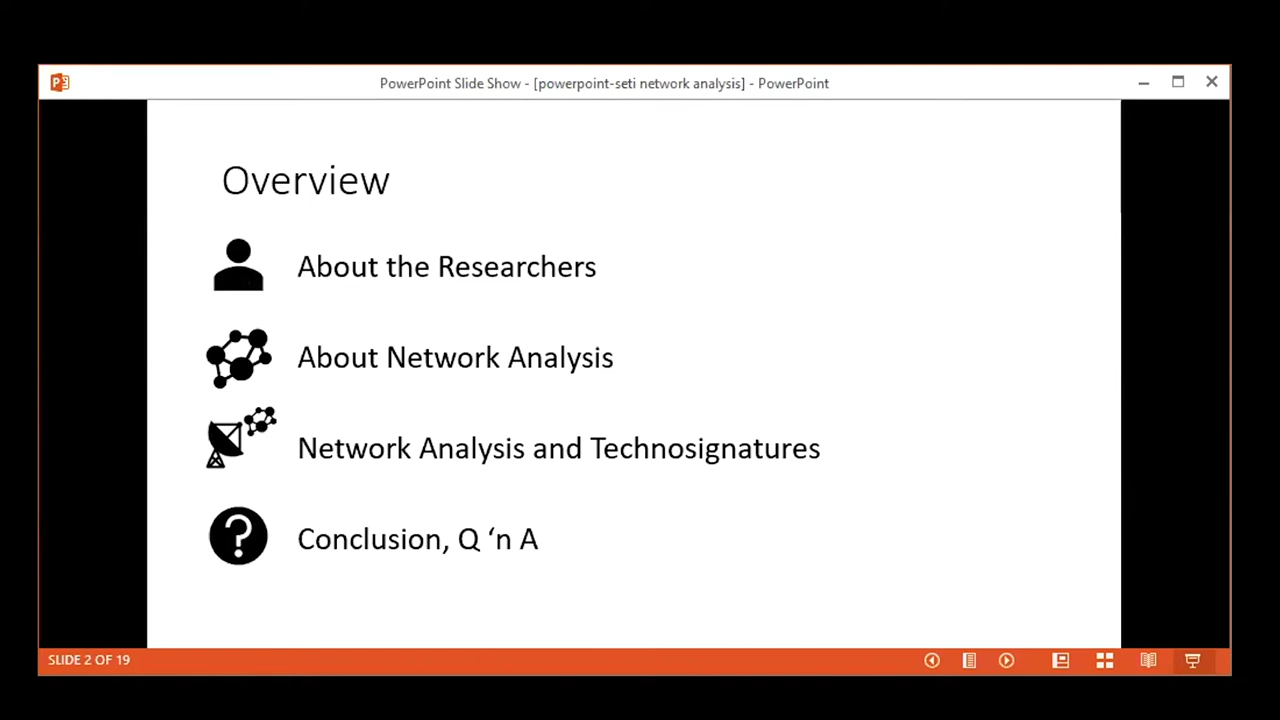 PowerPoint Slide Show - [powerpoint-seti network analysis] - PowerPoint
Overview
About the Researchers
About Network Analysis
Network Analysis and Technosignatures
Conclusion, Q ‘n A
SLIDE 2 OF 19